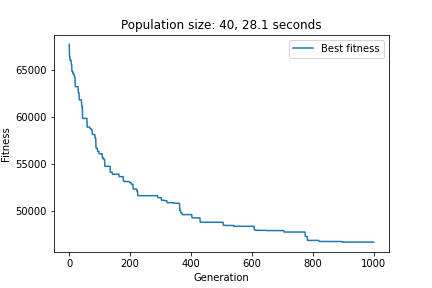 Population size: 40, 28.1 seconds
Best fitness
65000
60000
55000
50000
Fitness
0 200 400 600 800 1000
Generation